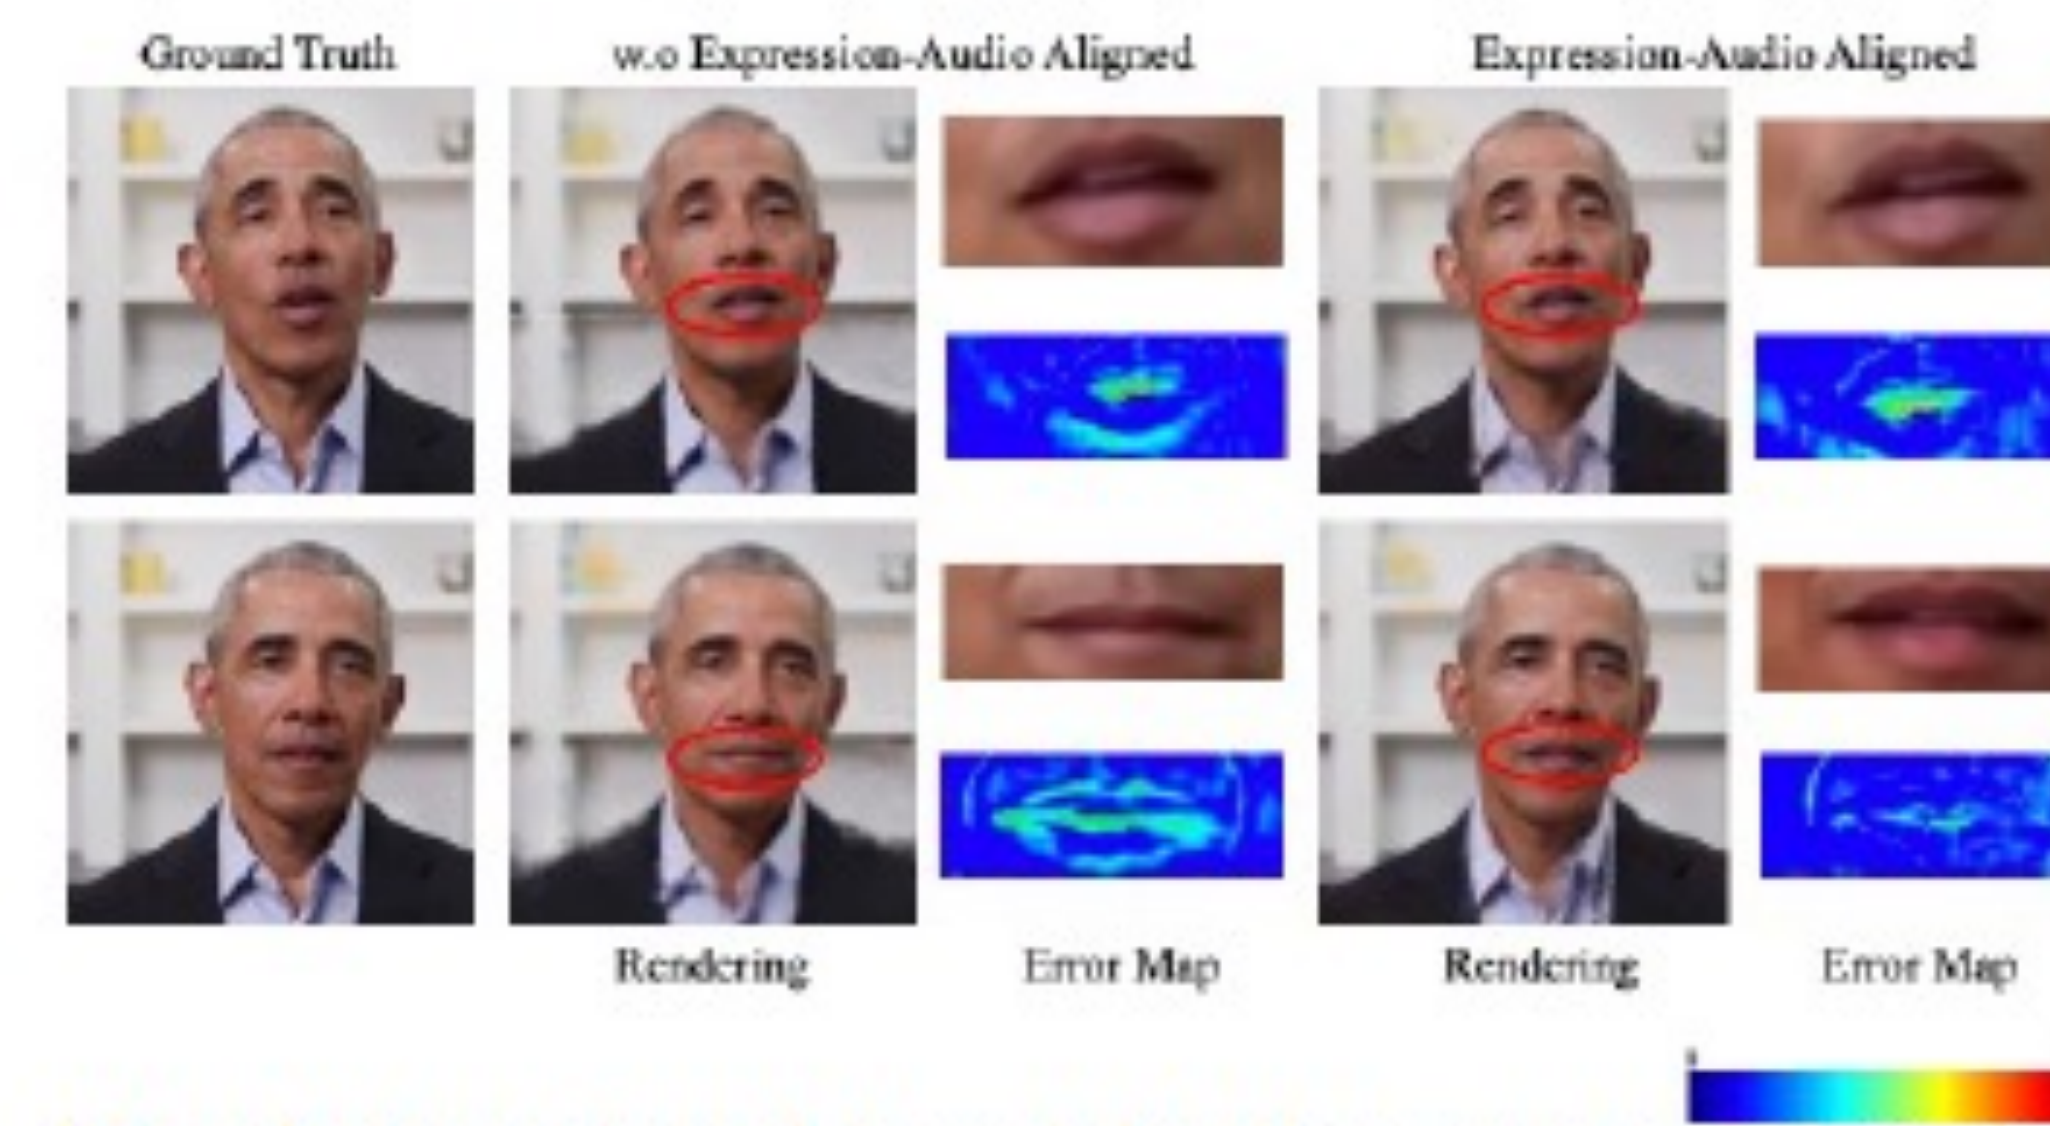 Ground Truth
w.o Expression-Audio Aligned
Expression-Audio Aligned
Rendering
Error Map
Rendering
Error Map